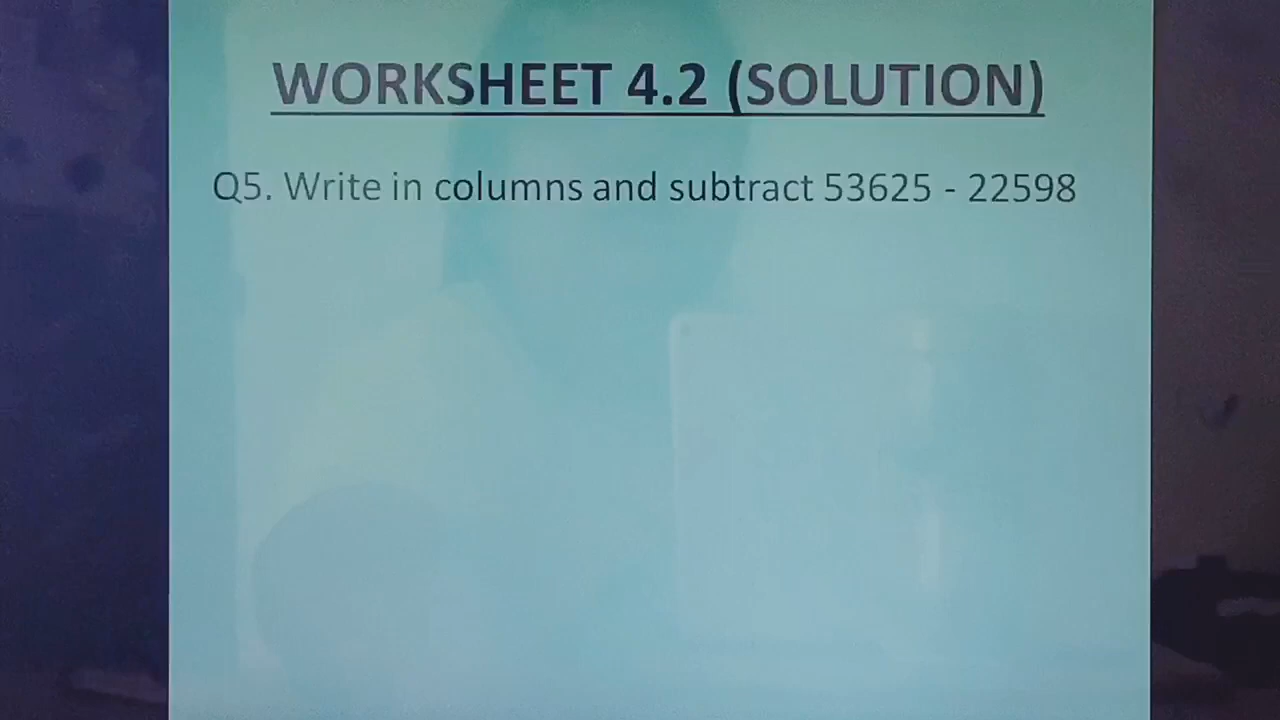 WORKSHEET 4.2 (SOLUTION)
Q5. Write in columns and subtract 53625 - 22598